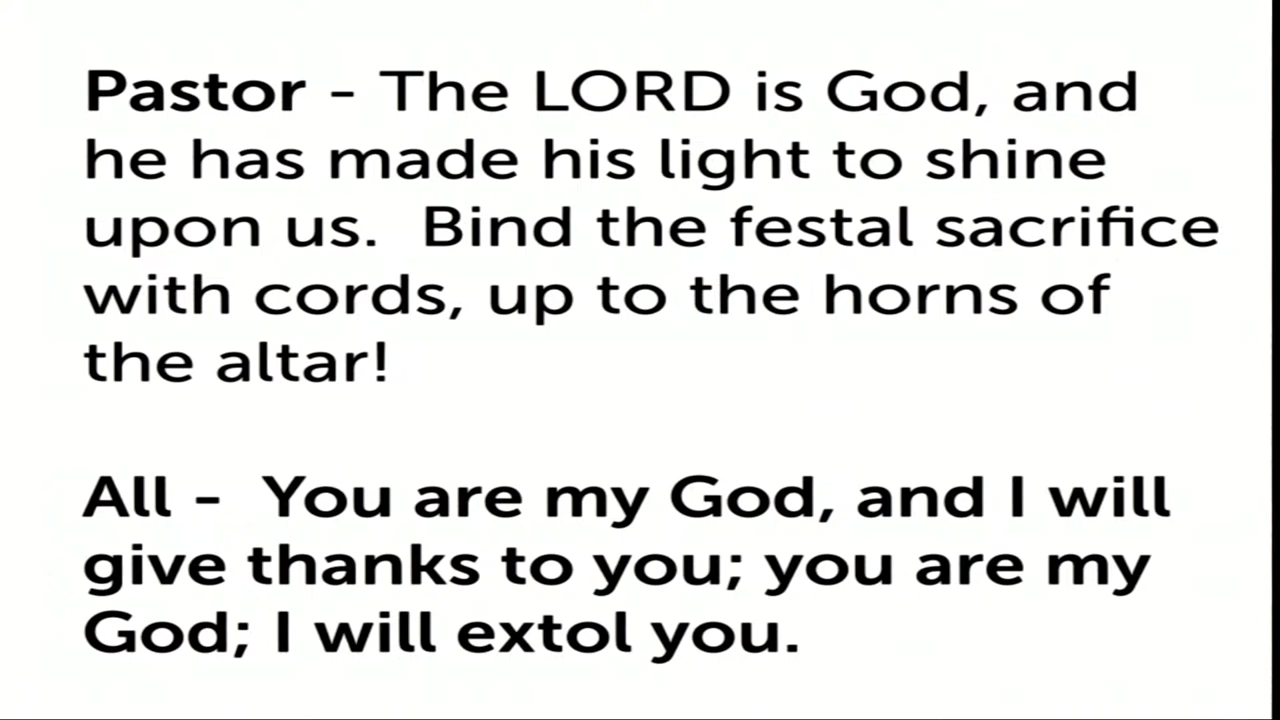 Pastor - The LORD is God, and
he has made his light to shine
upon us.  Bind the festal sacrifice
with cords, up to the horns of
the altar!
All -  You are my God, and I will
give thanks to you; you are my
God; I will extol you.